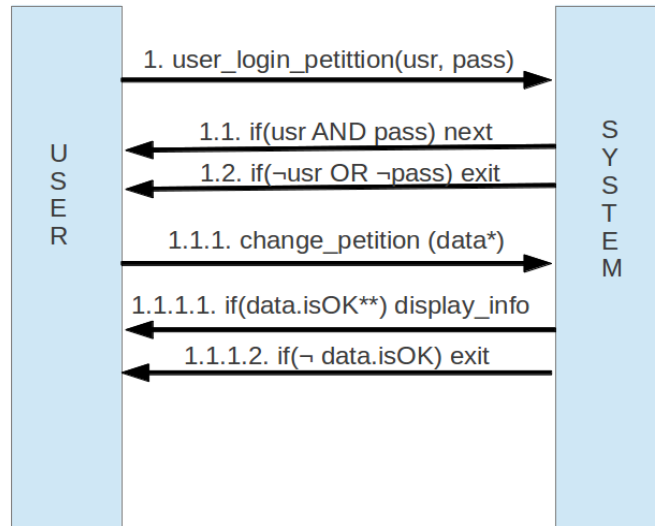 1. user_login_petittion(usr, pass)
1.1. if(usr AND pass) next
1.2. if(¬usr OR ¬pass) exit
USER
SYSTEM
1.1.1. change_petition (data*)
1.1.1.1. if(data.isOK**) display_info
1.1.1.2. if(¬ data.isOK) exit